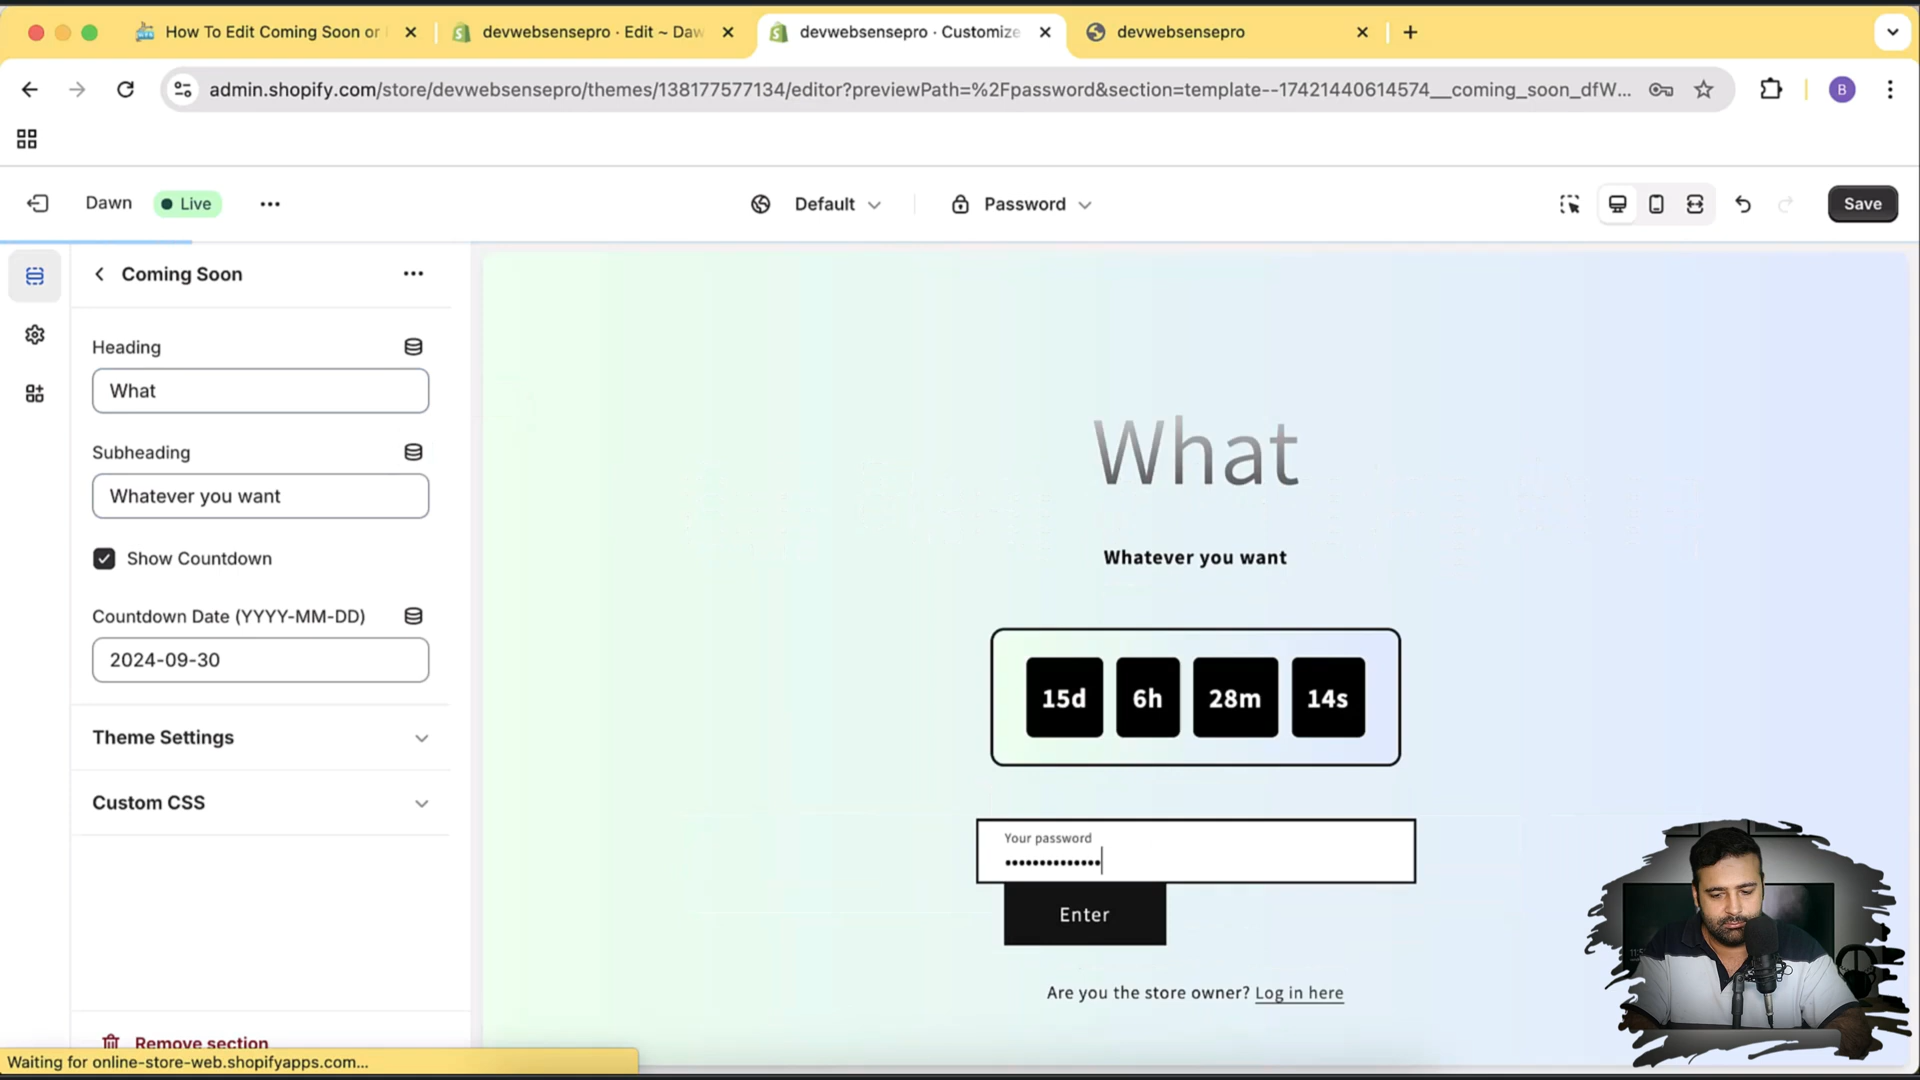 How To Edit Coming Soon or
devwebsensepro · Edit ~ Daw
devwebsensepro · Customize
devwebsensepro
admin.shopify.com/store/devwebsensepro/themes/138177577134/editor?previewPath=%2Fpassword&section=template--17421440614574__coming_soon_dfW...
B
Dawn
Live
Default
Password
Save
Coming Soon
Heading
What
Subheading
Whatever you want
Show Countdown
Countdown Date (YYYY-MM-DD)
2024-09-30
Theme Settings
Custom CSS
Remove section
What
Whatever you want
15d 6h 28m 14s
Your password
Enter
Are you the store owner? Log in here
Waiting for online-store-web.shopifyapps.com...